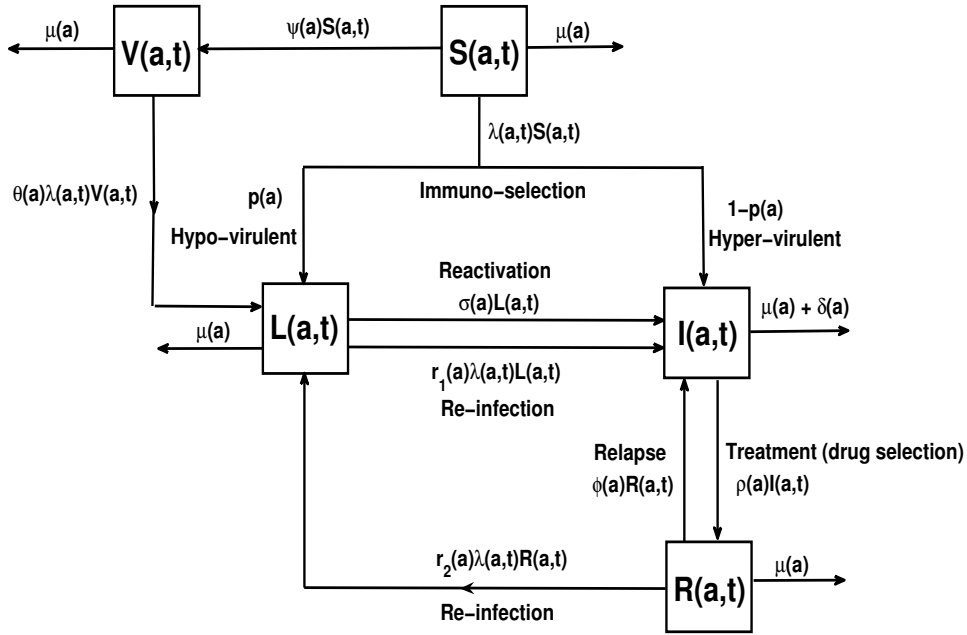 μ(a)
V(a,t)
ψ(a)S(a,t)
S(a,t)
μ(a)
λ(a,t)S(a,t)
θ(a)λ(a,t)V(a,t)
p(a)
Hypo−virulent
Immuno−selection
1−p(a)
Hyper−virulent
Reactivation
σ(a)L(a,t)
μ(a)
L(a,t)
I(a,t)
μ(a) + δ(a)
r₁(a)λ(a,t)L(a,t)
Re−infection
Relapse
ϕ(a)R(a,t)
Treatment (drug selection)
ρ(a)I(a,t)
r₂(a)λ(a,t)R(a,t)
Re−infection
R(a,t)
μ(a)